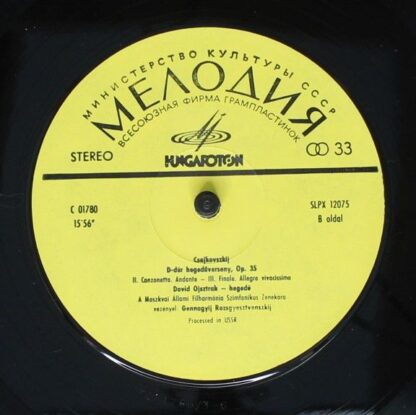 МИНИСТЕРСТВО КУЛЬТУРЫ СССР
МЕЛОДИЯ
ВСЕСОЮЗНАЯ ФИРМА ГРАМПЛАСТИНОК
STEREO
33
HUNGAROTON
C 01780
SLPX 12075
15'56"
B oldal
Csajkovszkij
D-dúr hegedűverseny, Op. 35
II. Canzonetta. Andante — III. Finale. Allegro vivacissimo
David Ojsztrah — hegedű
A Moszkvai Állami Filharmónia Szimfonikus Zenekara
vezényel: Gennagyij Rozsgyesztvenszkij
Processed in USSR